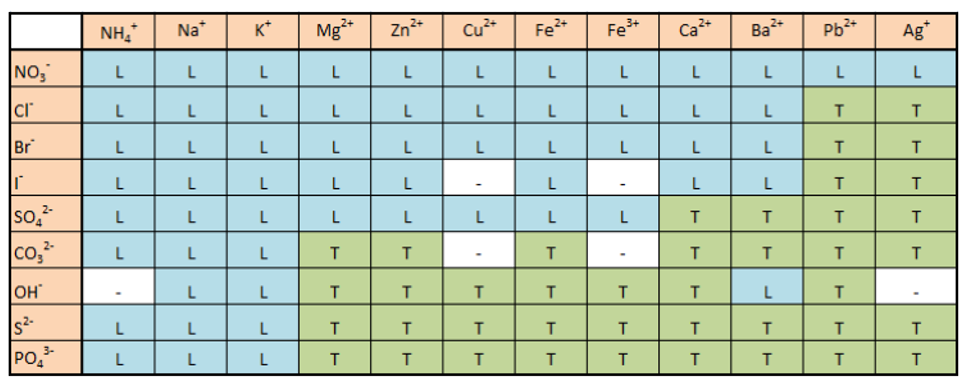 NH₄⁺ Na⁺ K⁺ Mg²⁺ Zn²⁺ Cu²⁺ Fe²⁺ Fe³⁺ Ca²⁺ Ba²⁺ Pb²⁺ Ag⁺
NO₃⁻ L L L L L L L L L L L L
Cl⁻ L L L L L L L L L L T T
Br⁻ L L L L L L L L L L T T
I⁻ L L L L L - L - L L T T
SO₄²⁻ L L L L L L L L T T T T
CO₃²⁻ L L L T T - T - T T T T
OH⁻ - L L T T T T T T L T -
S²⁻ L L L T T T T T T T T T
PO₄³⁻ L L L T T T T T T T T T